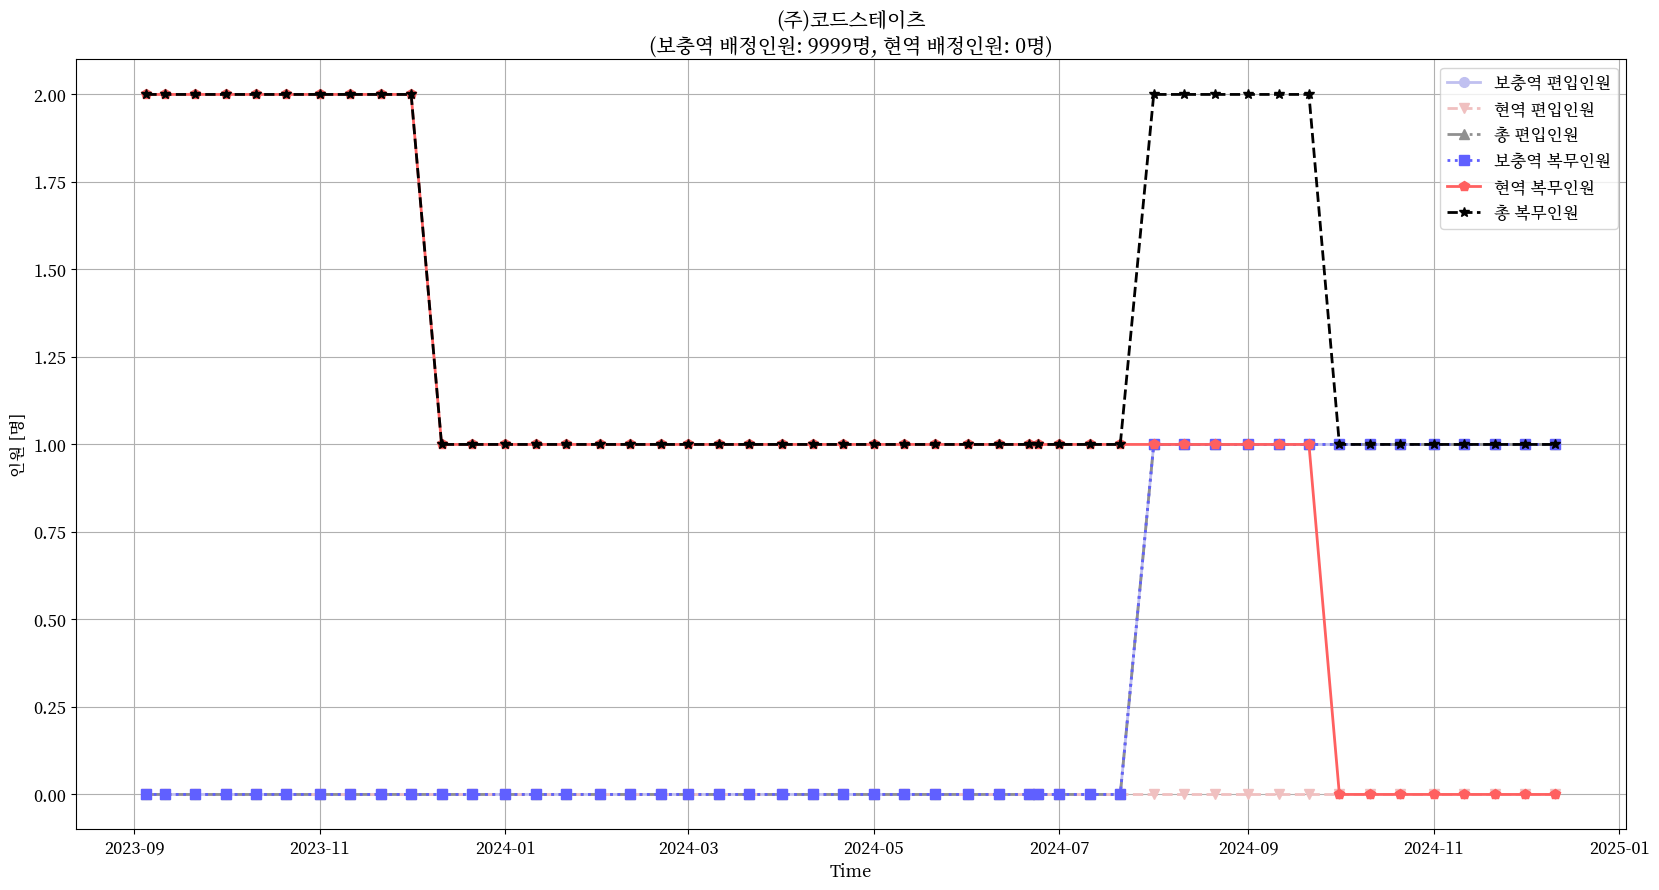 (주)코드스테이츠
(보충역 배정인원: 9999명, 현역 배정인원: 0명)
보충역 편입인원
현역 편입인원
총 편입인원
보충역 복무인원
현역 복무인원
총 복무인원
인원 [명]
2.00
1.75
1.50
1.25
1.00
0.75
0.50
0.25
0.00
2023-09
2023-11
2024-01
2024-03
2024-05
2024-07
2024-09
2024-11
2025-01
Time